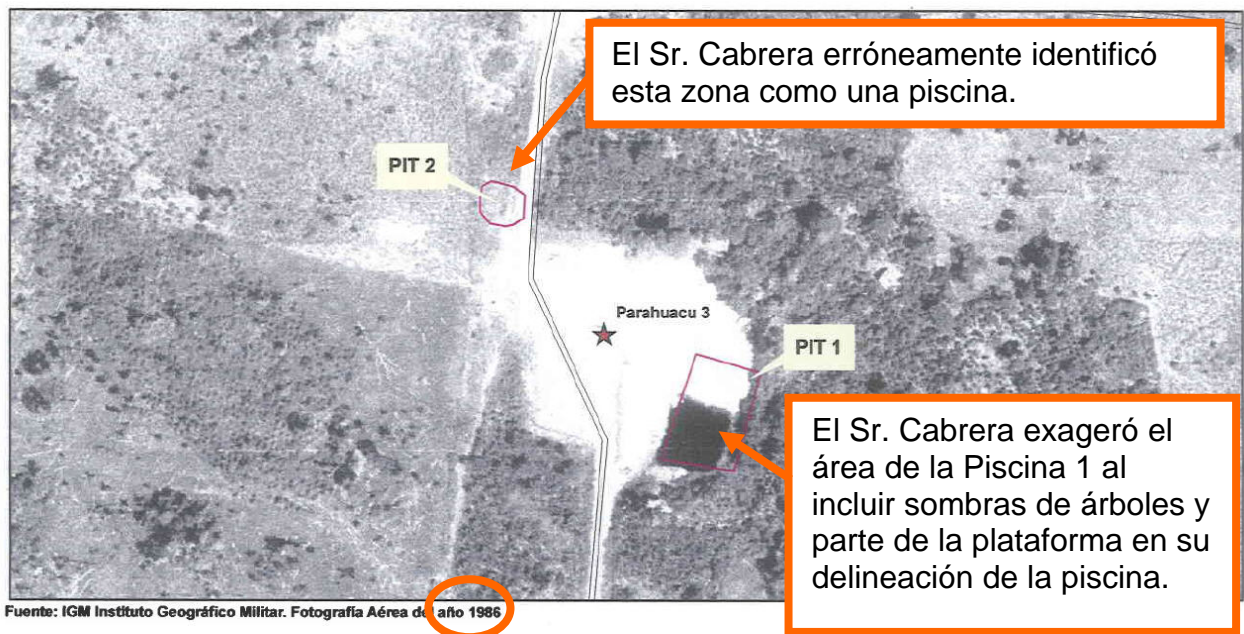 El Sr. Cabrera erróneamente identificó
esta zona como una piscina.
PIT 2
Parahuacu 3
PIT 1
El Sr. Cabrera exageró el
área de la Piscina 1 al
incluir sombras de árboles y
parte de la plataforma en su
delineación de la piscina.
Fuente: IGM Instituto Geográfico Militar. Fotografía Aérea del año 1986